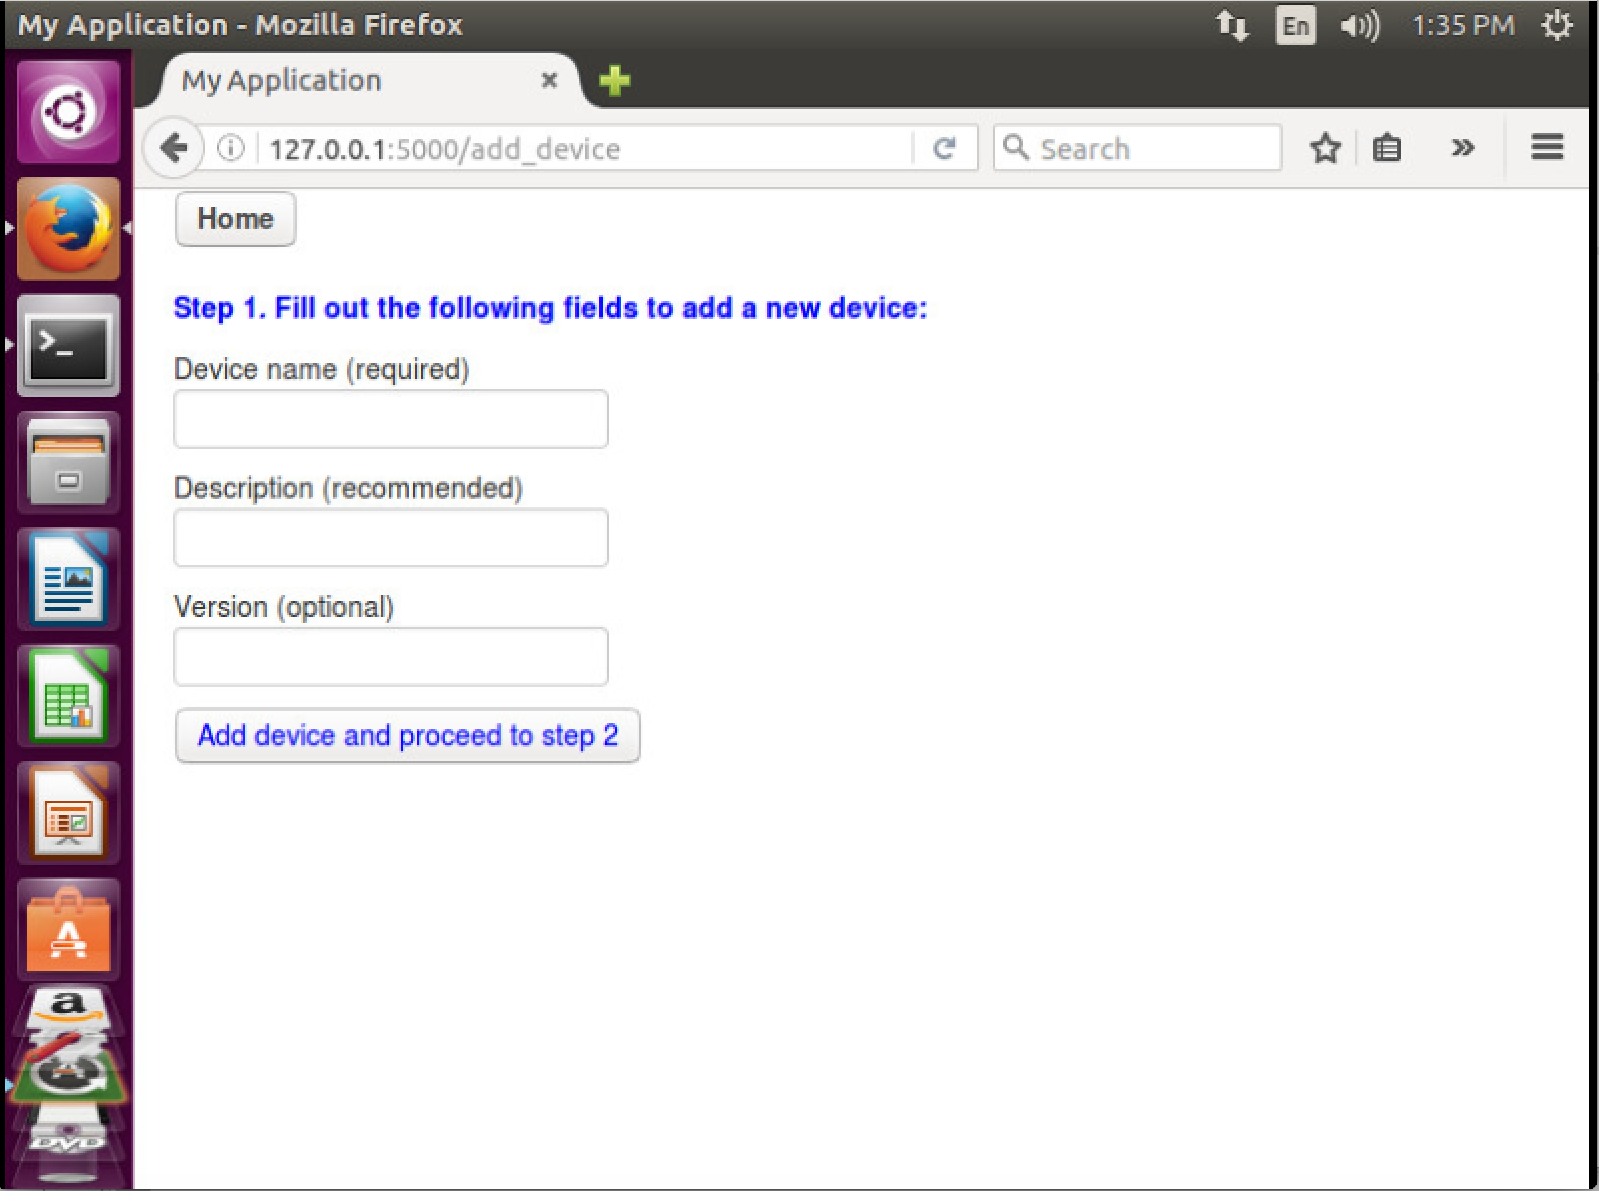 My Application - Mozilla Firefox
En
1:35 PM
My Application
127.0.0.1:5000/add_device
Search
Home
Step 1. Fill out the following fields to add a new device:
Device name (required)
Description (recommended)
Version (optional)
Add device and proceed to step 2
>_
A
a
A
DVD